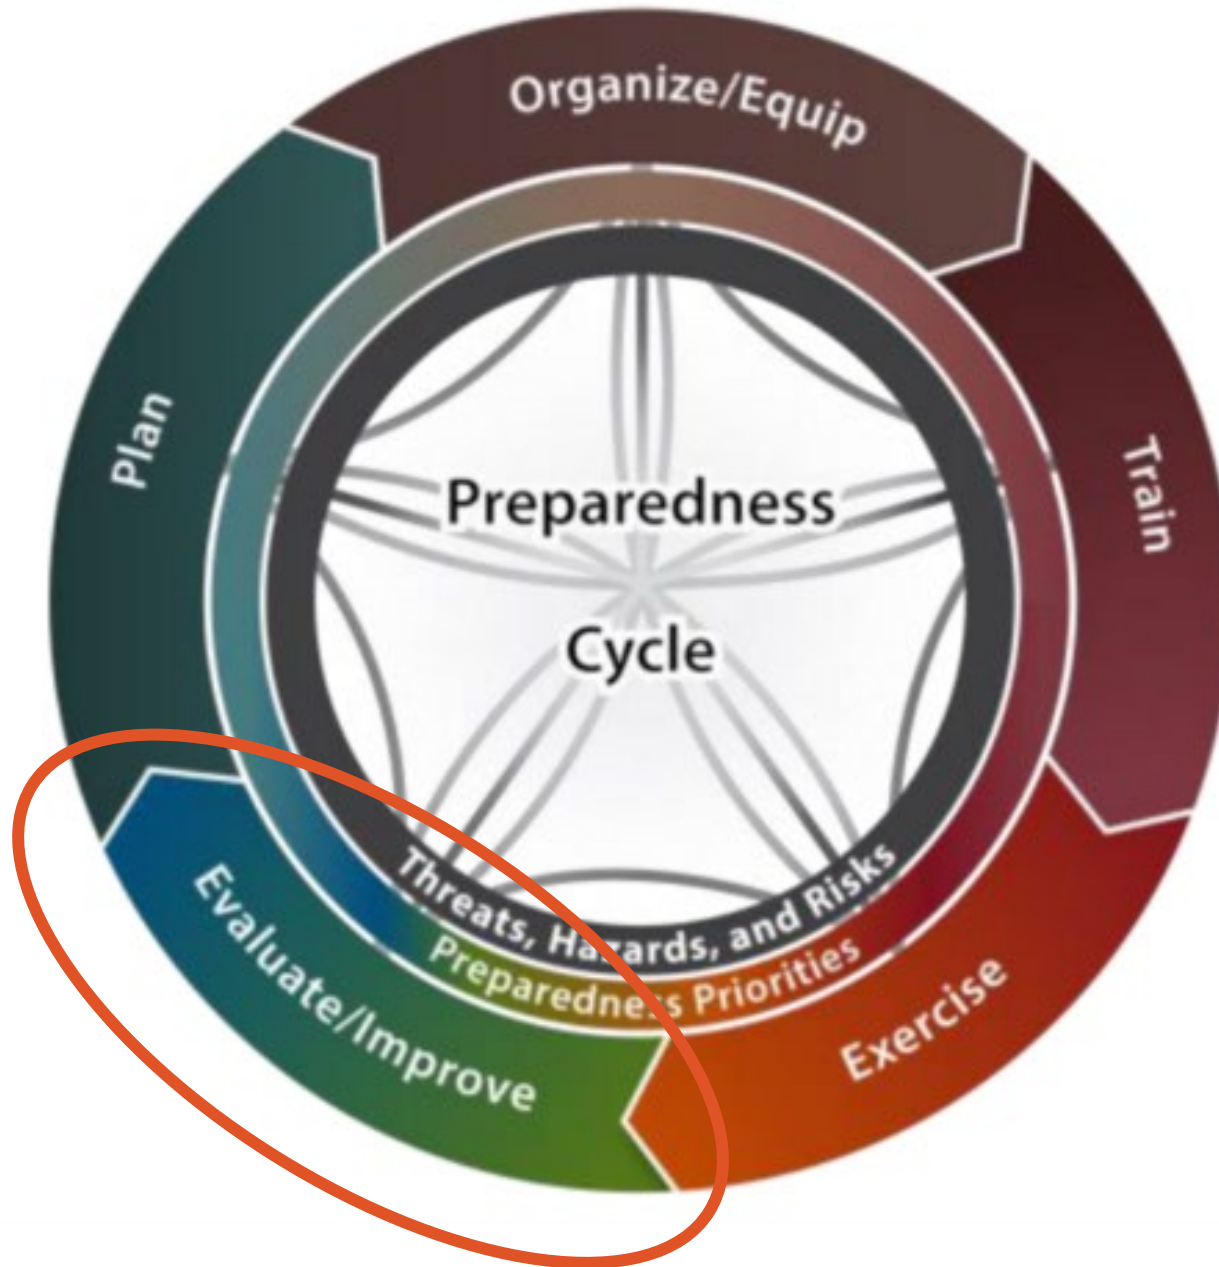 Organize/Equip
Plan
Train
Preparedness
Cycle
Threats, Hazards, and Risks
Preparedness Priorities
Evaluate/Improve
Exercise